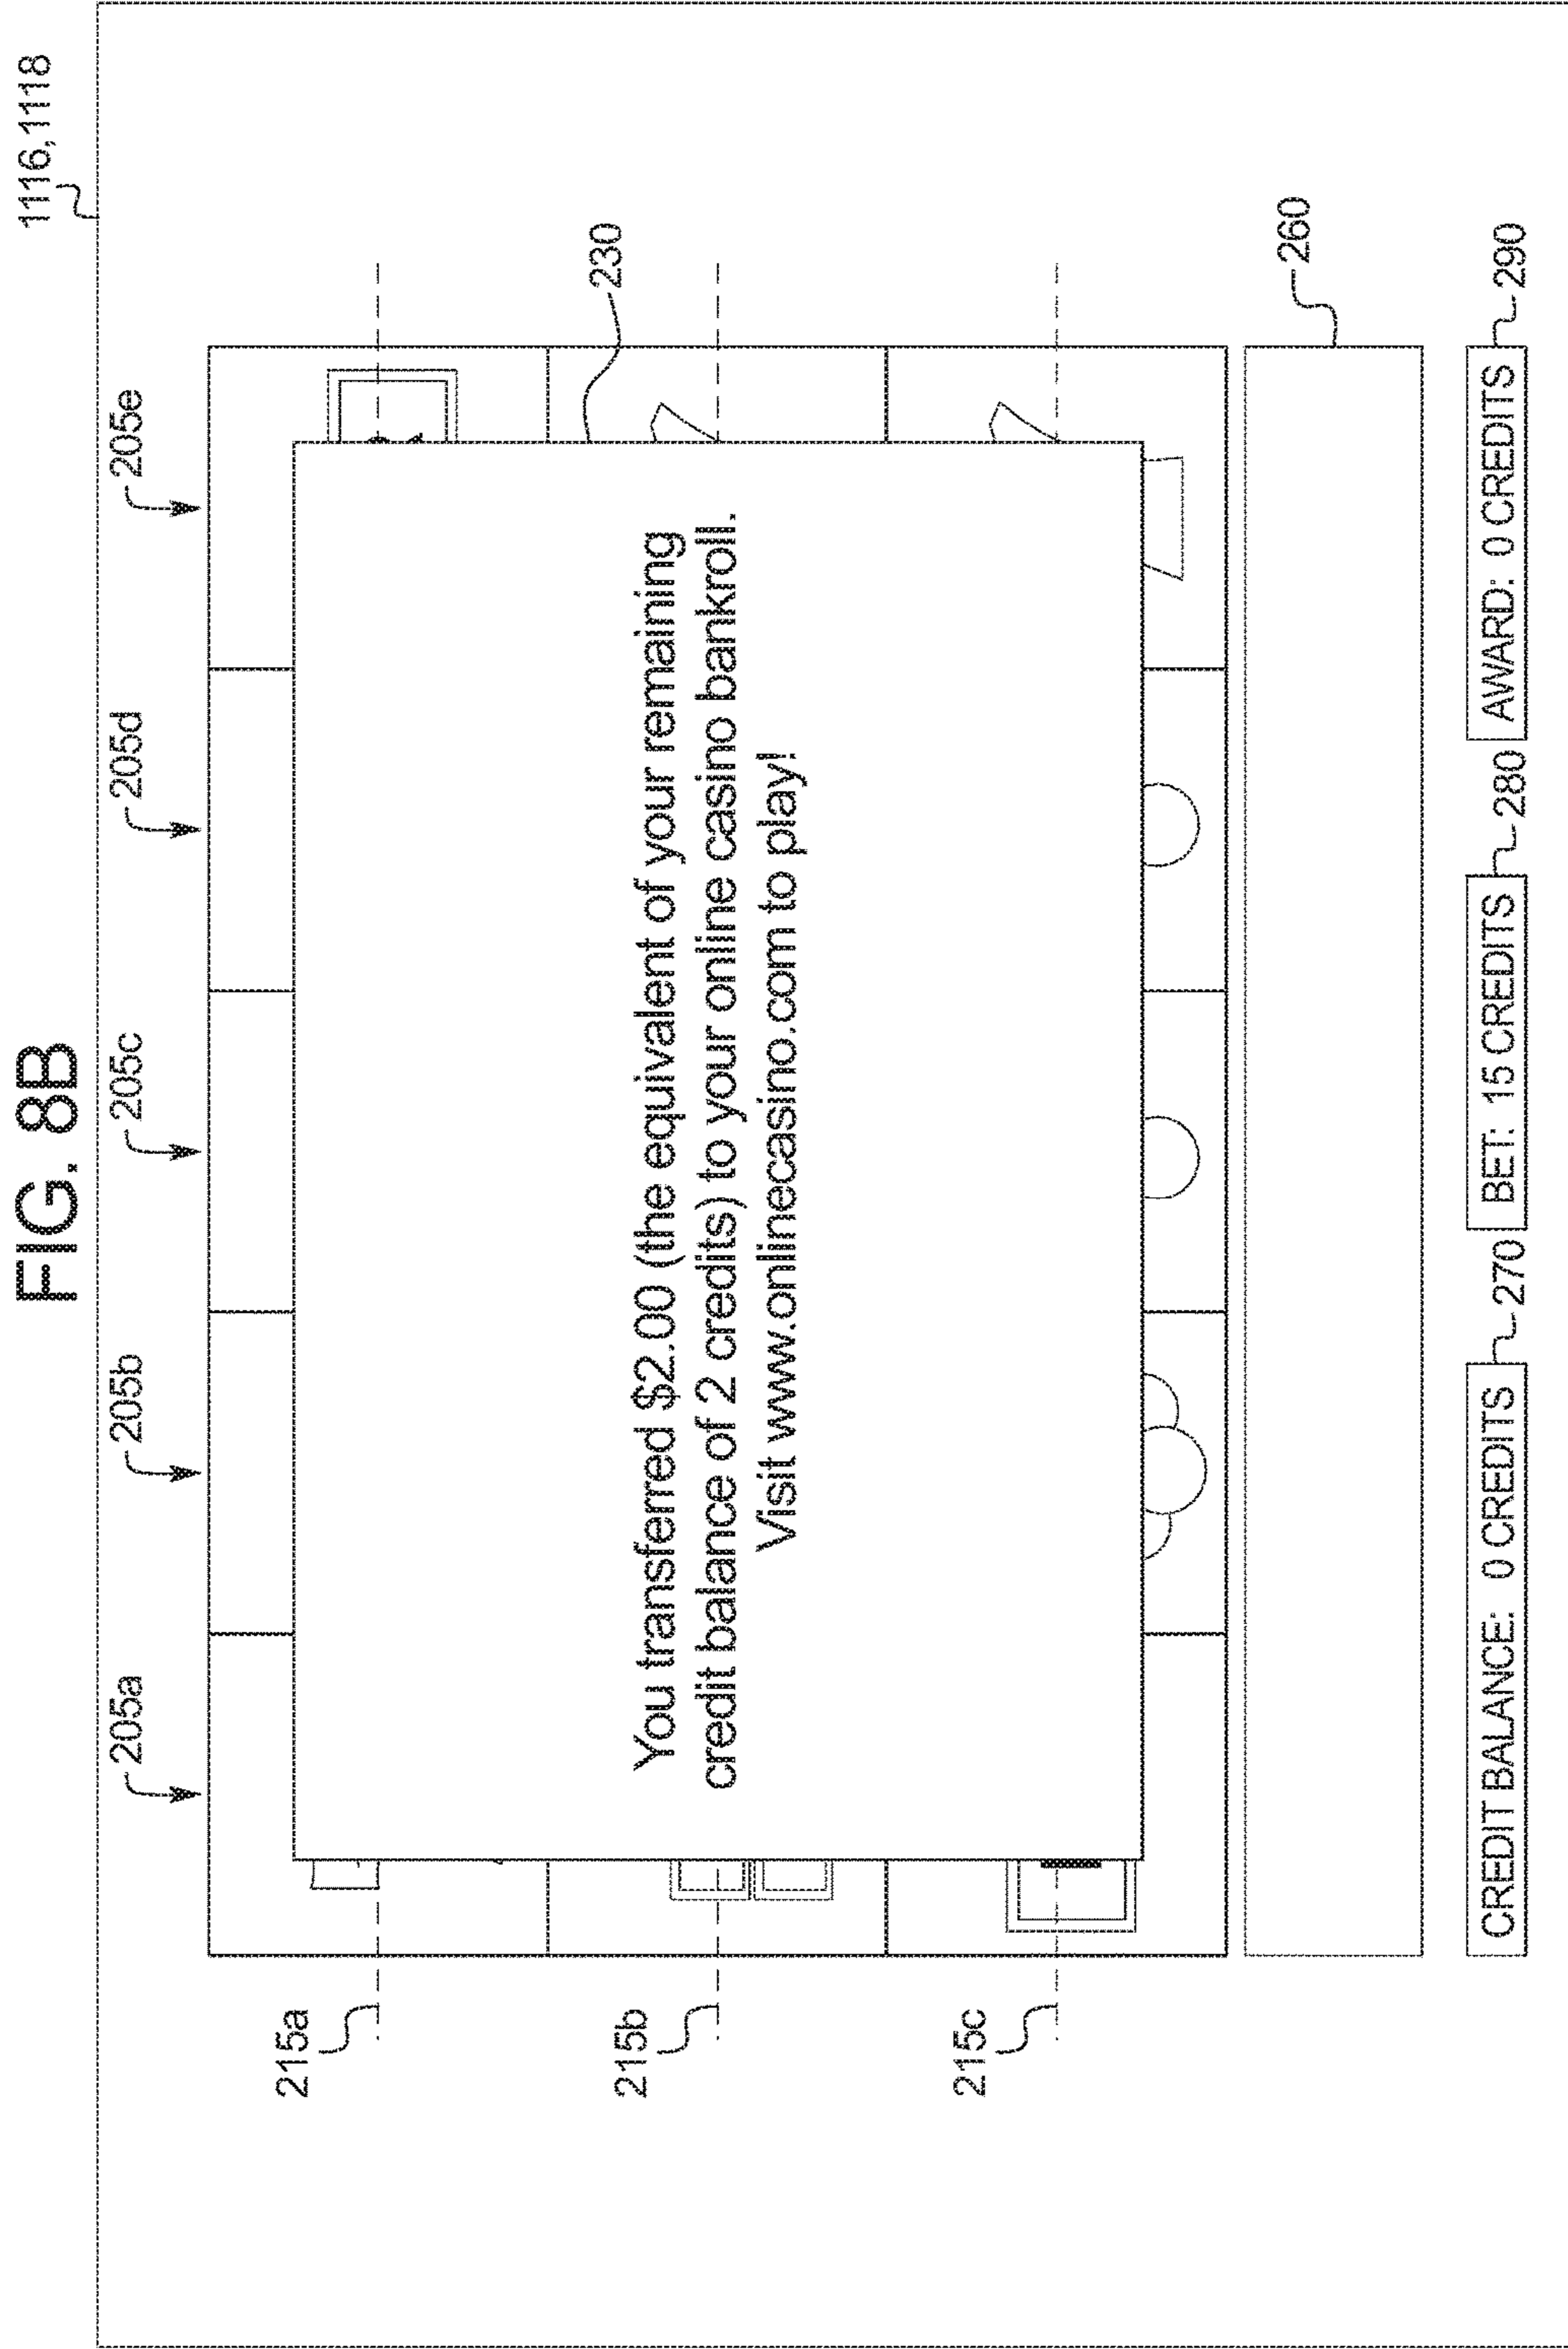 FIG. 8B
1116,1118
205a
205b
205c
205d
205e
215a
215b
215c
230
You transferred $2.00 (the equivalent of your remaining
credit balance of 2 credits) to your online casino bankroll.
Visit www.onlinecasino.com to play!
260
CREDIT BALANCE: 0 CREDITS
270
BET: 15 CREDITS
280
AWARD: 0 CREDITS
290